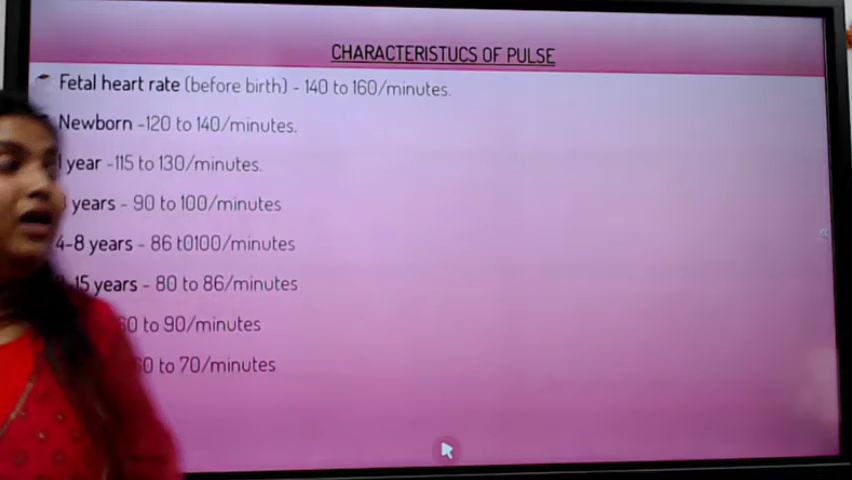 CHARACTERISTUCS OF PULSE
Fetal heart rate (before birth) - 140 to 160/minutes.
Newborn -120 to 140/minutes.
year -115 to 130/minutes.
years - 90 to 100/minutes
4-8 years - 86 t0100/minutes
15 years - 80 to 86/minutes
to 90/minutes
to 70/minutes